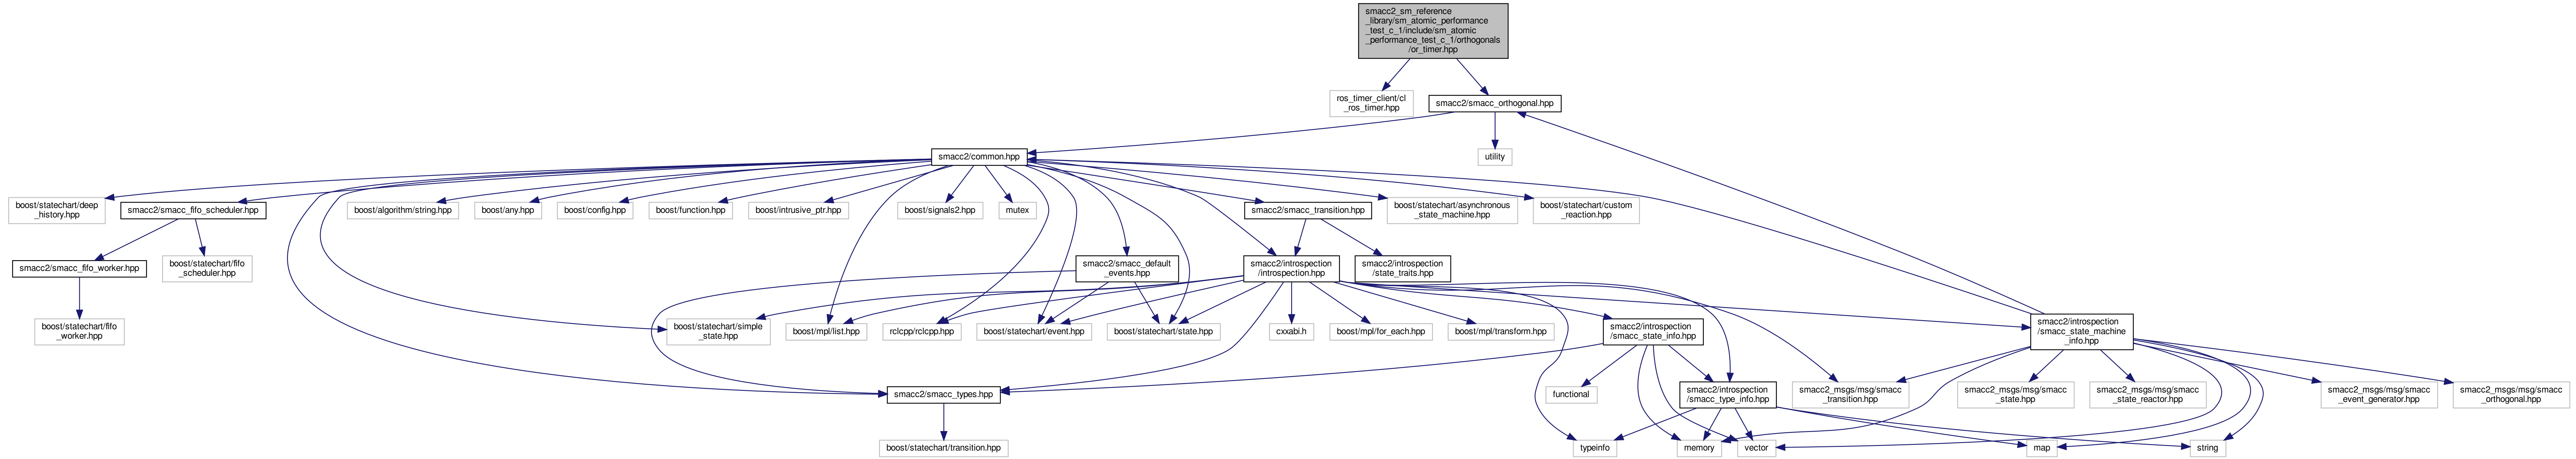 smacc2_sm_reference
_library/sm_atomic_performance
_test_c_1/include/sm_atomic
_performance_test_c_1/orthogonals
/or_timer.hpp
ros_timer_client/cl
_ros_timer.hpp
smacc2/smacc_orthogonal.hpp
smacc2/common.hpp
utility
boost/statechart/deep
_history.hpp
smacc2/smacc_fifo_scheduler.hpp
boost/algorithm/string.hpp
boost/any.hpp
boost/config.hpp
boost/function.hpp
boost/intrusive_ptr.hpp
boost/signals2.hpp
mutex
smacc2/smacc_transition.hpp
boost/statechart/asynchronous
_state_machine.hpp
boost/statechart/custom
_reaction.hpp
smacc2/smacc_fifo_worker.hpp
boost/statechart/fifo
_scheduler.hpp
smacc2/smacc_default
_events.hpp
smacc2/introspection
/introspection.hpp
smacc2/introspection
/state_traits.hpp
boost/statechart/fifo
_worker.hpp
boost/statechart/simple
_state.hpp
boost/mpl/list.hpp
rclcpp/rclcpp.hpp
boost/statechart/event.hpp
boost/statechart/state.hpp
cxxabi.h
boost/mpl/for_each.hpp
boost/mpl/transform.hpp
smacc2/introspection
/smacc_state_info.hpp
smacc2/introspection
/smacc_state_machine
_info.hpp
smacc2/smacc_types.hpp
functional
smacc2/introspection
/smacc_type_info.hpp
smacc2_msgs/msg/smacc
_transition.hpp
smacc2_msgs/msg/smacc
_state.hpp
smacc2_msgs/msg/smacc
_state_reactor.hpp
smacc2_msgs/msg/smacc
_event_generator.hpp
smacc2_msgs/msg/smacc
_orthogonal.hpp
boost/statechart/transition.hpp
typeinfo
memory
vector
map
string